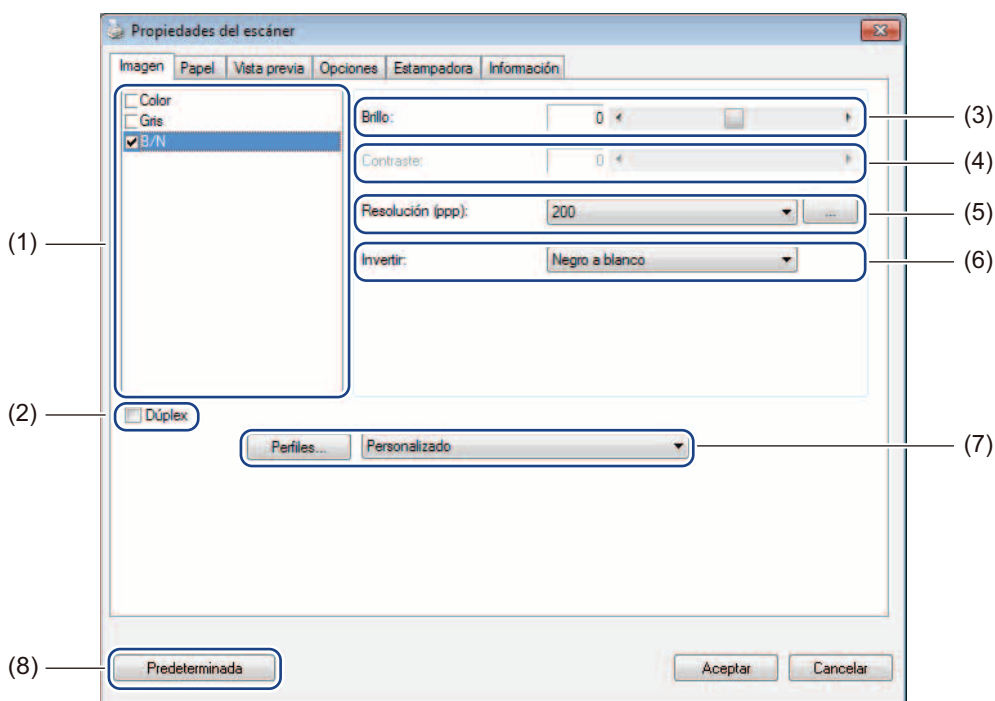 Propiedades del escáner
Imagen Papel Vista previa Opciones Estampadora Información
Color
Gris
B/N
Brillo: 0
(3)
Contraste: 0
(4)
Resolución (ppp): 200 ...
(5)
Invertir: Negro a blanco
(6)
(1)
(2)
Dúplex
Perfiles... Personalizado
(7)
(8)
Predeterminada
Aceptar
Cancelar